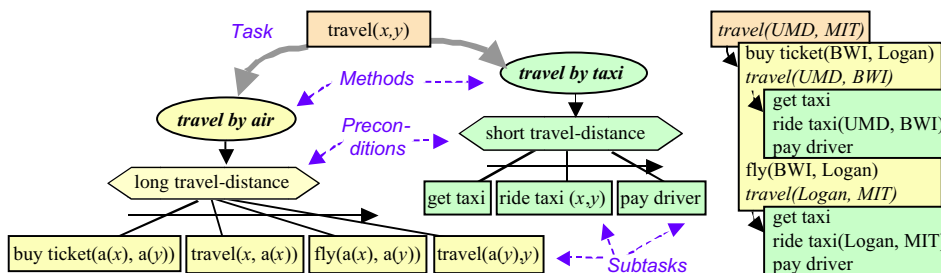 Task
travel(x,y)
Methods
travel by air
travel by taxi
Precon-
ditions
long travel-distance
short travel-distance
get taxi
ride taxi (x,y)
pay driver
buy ticket(a(x), a(y))
travel(x, a(x))
fly(a(x), a(y))
travel(a(y),y)
Subtasks
travel(UMD, MIT)
buy ticket(BWI, Logan)
travel(UMD, BWI)
get taxi
ride taxi(UMD, BWI)
pay driver
fly(BWI, Logan)
travel(Logan, MIT)
get taxi
ride taxi(Logan, MIT)
pay driver